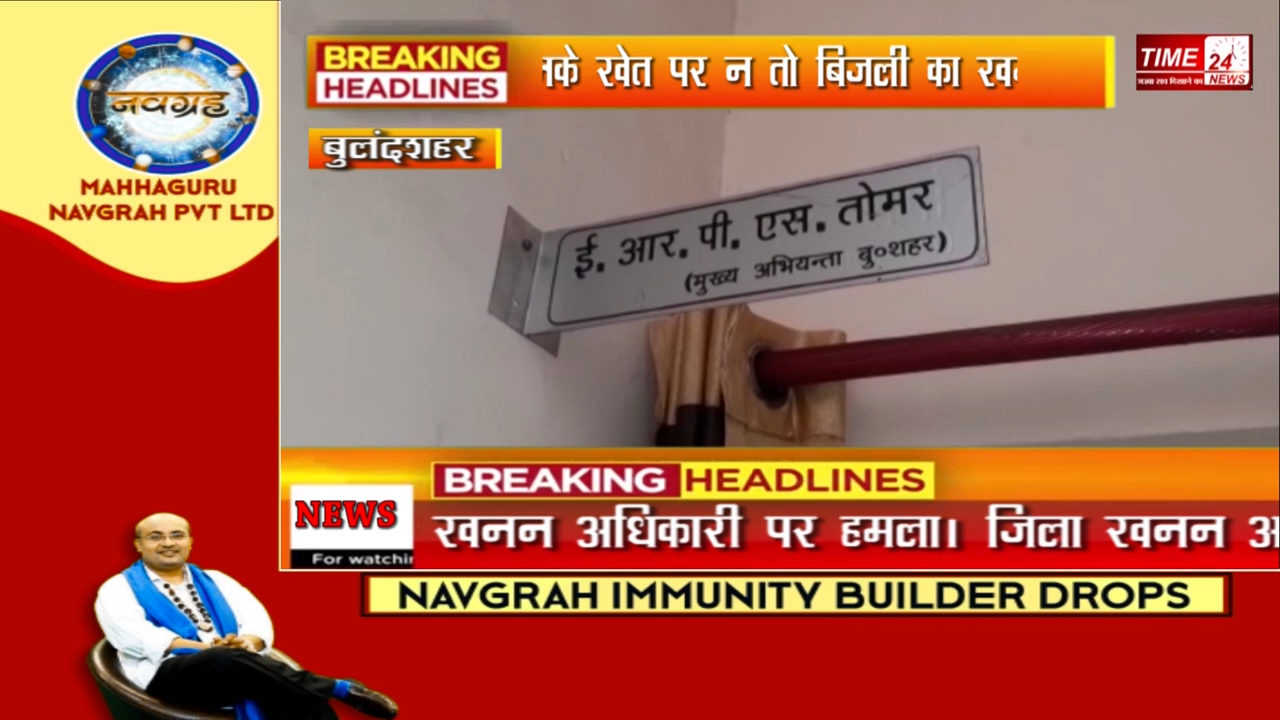 नवग्रह
MAHHAGURU
NAVGRAH PVT LTD
BREAKING
HEADLINES
खेत पर न तो बिजली का
TIME 24
NEWS
बुलंदशहर
ई. आर. पी. एस. तोमर
(मुख्य अभियन्ता बु०शहर)
BREAKING HEADLINES
NEWS
For watchin
खनन अधिकारी पर हमला। जिला खनन अ
NAVGRAH IMMUNITY BUILDER DROPS